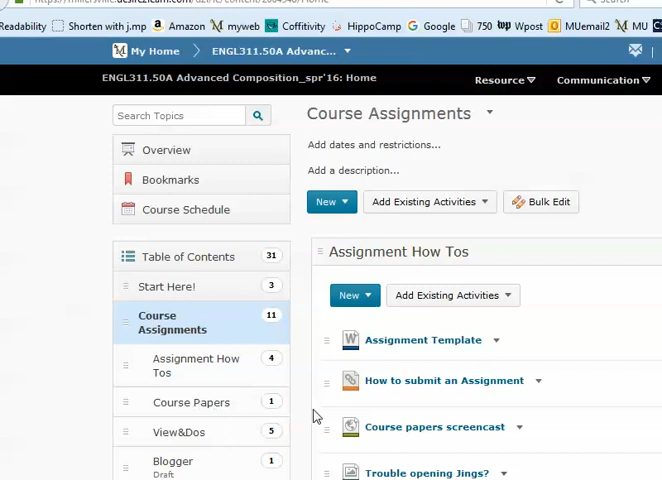 Readability Shorten with j.mp Amazon myweb Coffitivity HippoCamp Google 750 Wpost MUemail2 MU
My Home ENGL311.50A Advanc...
ENGL311.50A Advanced Composition_spr'16: Home Resource Communication
Search Topics
Course Assignments
Add dates and restrictions...
Overview
Add a description...
Bookmarks
New Add Existing Activities Bulk Edit
Course Schedule
Table of Contents 31
Assignment How Tos
Start Here! 3
New Add Existing Activities
Course
Assignments 11
Assignment Template
Assignment How
Tos 4
How to submit an Assignment
Course Papers 1
Course papers screencast
View&Dos 5
Blogger 1
Draft
Trouble opening Jings?